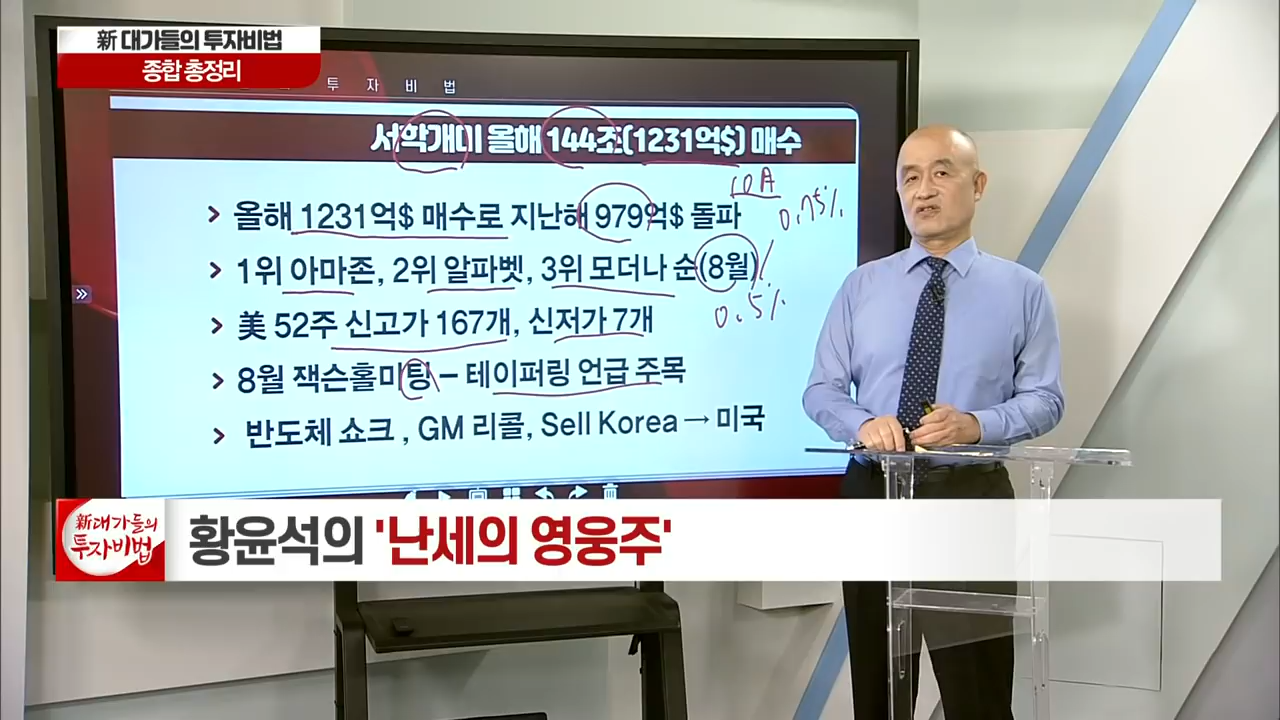 新 대가들의 투자비법
종합 총정리
투 자 비 법
서학개미 올해 144조(1231억$) 매수
10月
> 올해 1231억$ 매수로 지난해 979억$ 돌파
0.75%
> 1위 아마존, 2위 알파벳, 3위 모더나 순(8월)
0.5%
> 美 52주 신고가 167개, 신저가 7개
> 8월 잭슨홀미팅 – 테이퍼링 언급 주목
> 반도체 쇼크 , GM 리콜, Sell Korea → 미국
新 대가들의
투자비법
황윤석의 '난세의 영웅주'